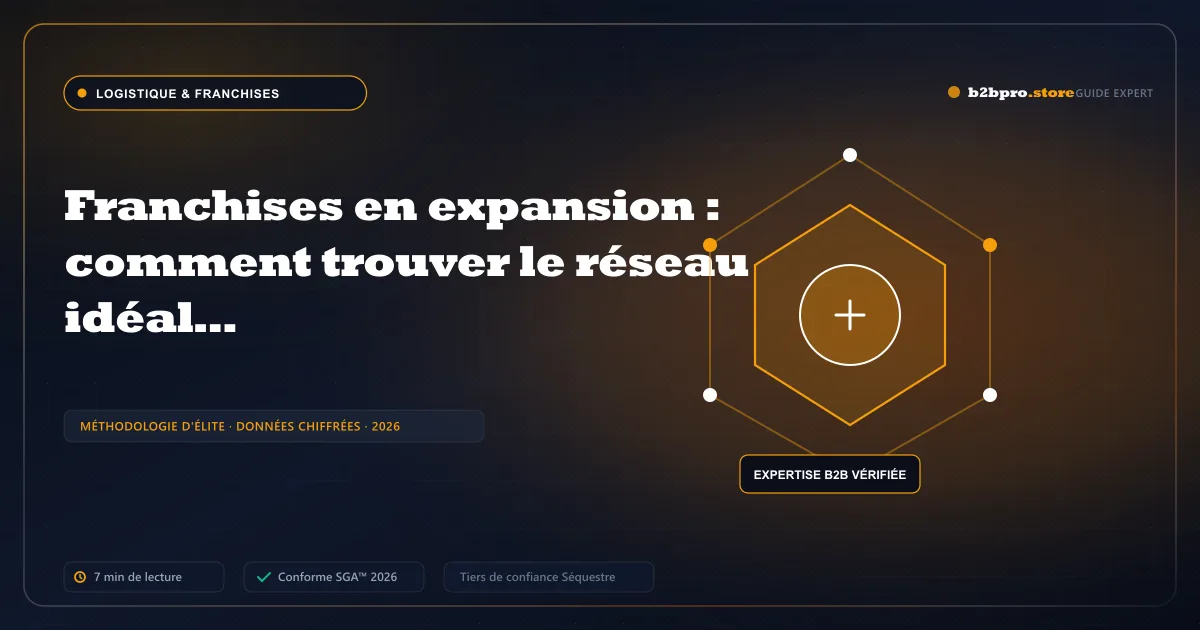 LOGISTIQUE & FRANCHISES
b2bpro.store GUIDE EXPERT
Franchises en expansion :
comment trouver le réseau
idéal...
MÉTHODOLOGIE D'ÉLITE · DONNÉES CHIFFRÉES · 2026
EXPERTISE B2B VÉRIFIÉE
7 min de lecture
Conforme SGA™ 2026
Tiers de confiance Séquestre